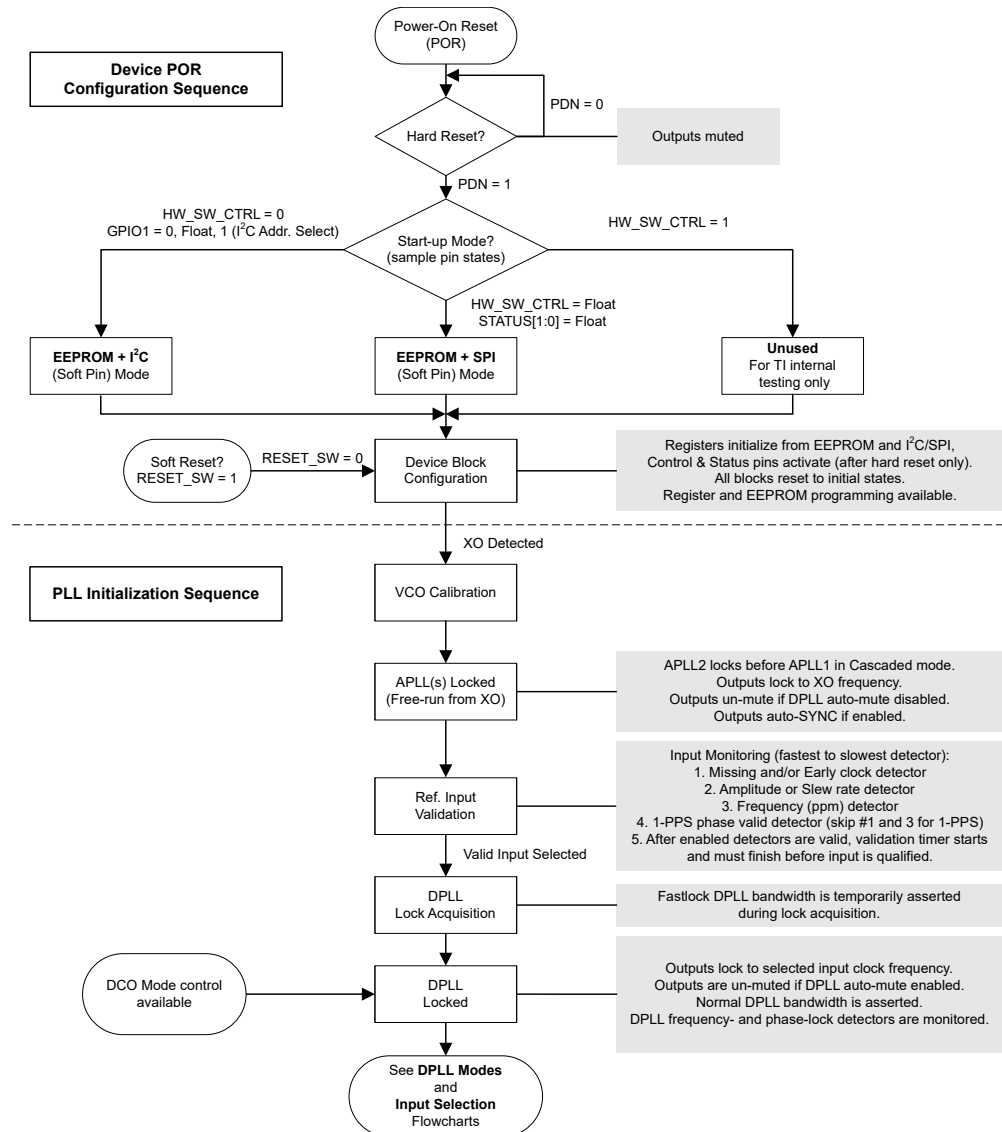 Power-On Reset
(POR)
Device POR
Configuration Sequence
PDN = 0
Hard Reset?
Outputs muted
PDN = 1
HW_SW_CTRL = 0
GPIO1 = 0, Float, 1 (I²C Addr. Select)
HW_SW_CTRL = 1
Start-up Mode?
(sample pin states)
HW_SW_CTRL = Float
STATUS[1:0] = Float
EEPROM + I²C
(Soft Pin) Mode
EEPROM + SPI
(Soft Pin) Mode
Unused
For TI internal
testing only
Soft Reset?
RESET_SW = 1
RESET_SW = 0
Device Block
Configuration
Registers initialize from EEPROM and I²C/SPI,
Control & Status pins activate (after hard reset only).
All blocks reset to initial states.
Register and EEPROM programming available.
XO Detected
PLL Initialization Sequence
VCO Calibration
APLL(s) Locked
(Free-run from XO)
APLL2 locks before APLL1 in Cascaded mode.
Outputs lock to XO frequency.
Outputs un-mute if DPLL auto-mute disabled.
Outputs auto-SYNC if enabled.
Ref. Input
Validation
Input Monitoring (fastest to slowest detector):
1. Missing and/or Early clock detector
2. Amplitude or Slew rate detector
3. Frequency (ppm) detector
4. 1-PPS phase valid detector (skip #1 and 3 for 1-PPS)
5. After enabled detectors are valid, validation timer starts
and must finish before input is qualified.
Valid Input Selected
DPLL
Lock Acquisition
Fastlock DPLL bandwidth is temporarily asserted
during lock acquisition.
DCO Mode control
available
DPLL
Locked
Outputs lock to selected input clock frequency.
Outputs are un-muted if DPLL auto-mute enabled.
Normal DPLL bandwidth is asserted.
DPLL frequency- and phase-lock detectors are monitored.
See DPLL Modes
and
Input Selection
Flowcharts